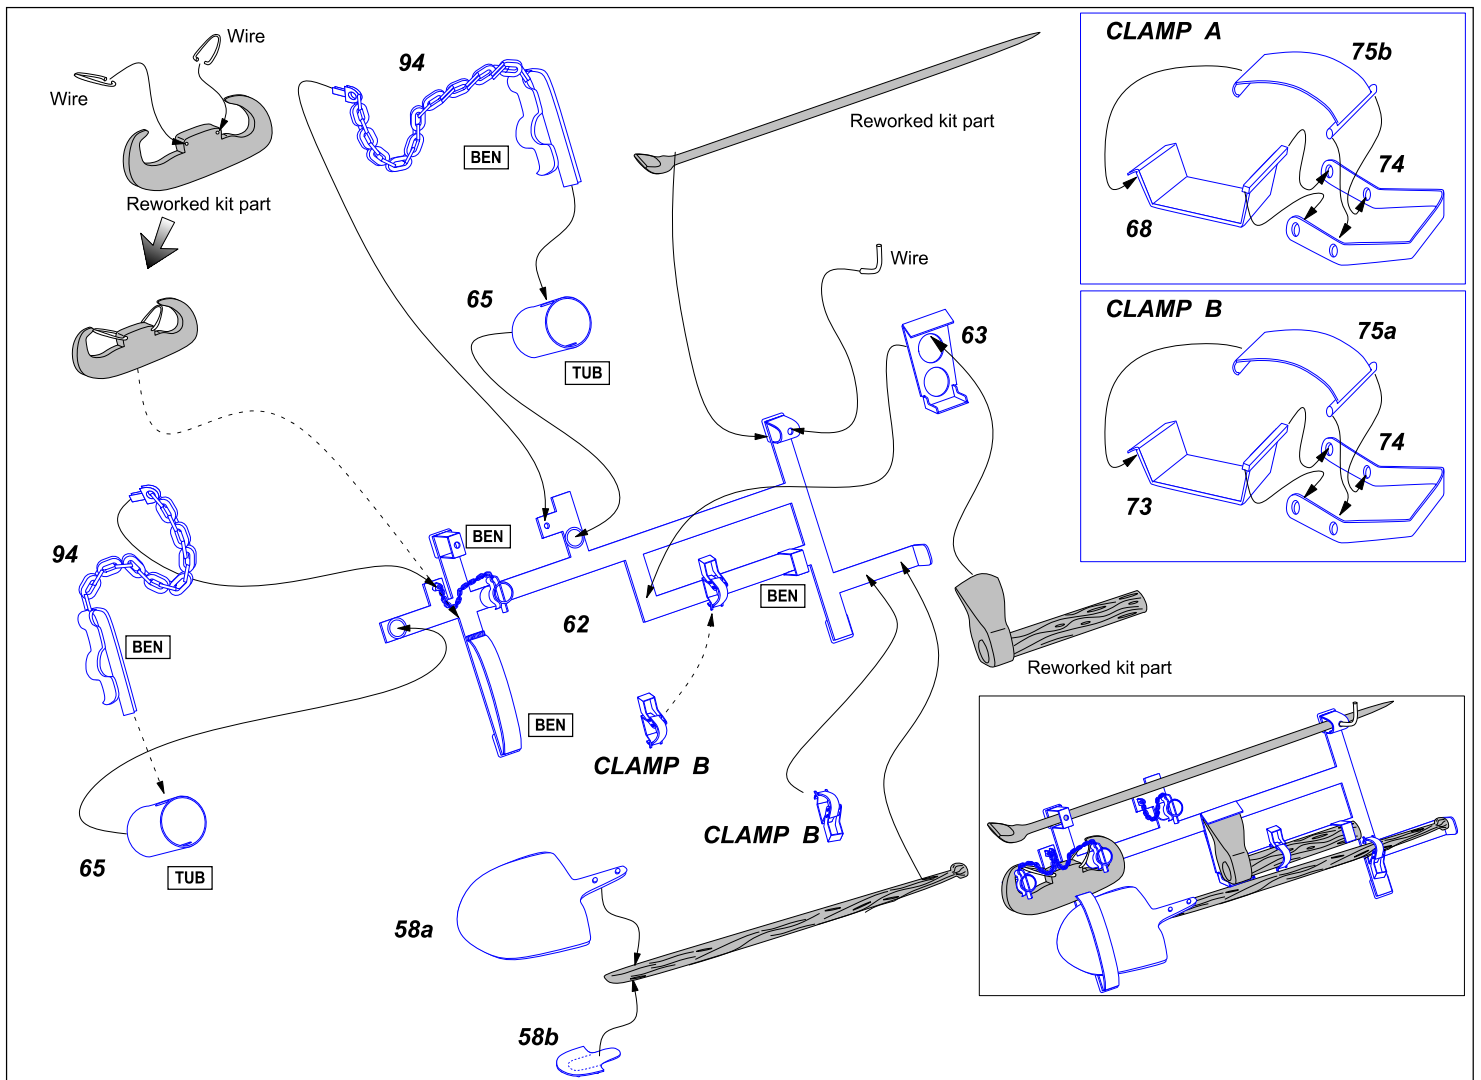 Wire
Wire
Reworked kit part
94
BEN
65
TUB
Reworked kit part
Wire
63
CLAMP A
75b
74
68
CLAMP B
75a
74
73
94
BEN
BEN
62
BEN
BEN
CLAMP B
Reworked kit part
65
TUB
CLAMP B
58a
58b